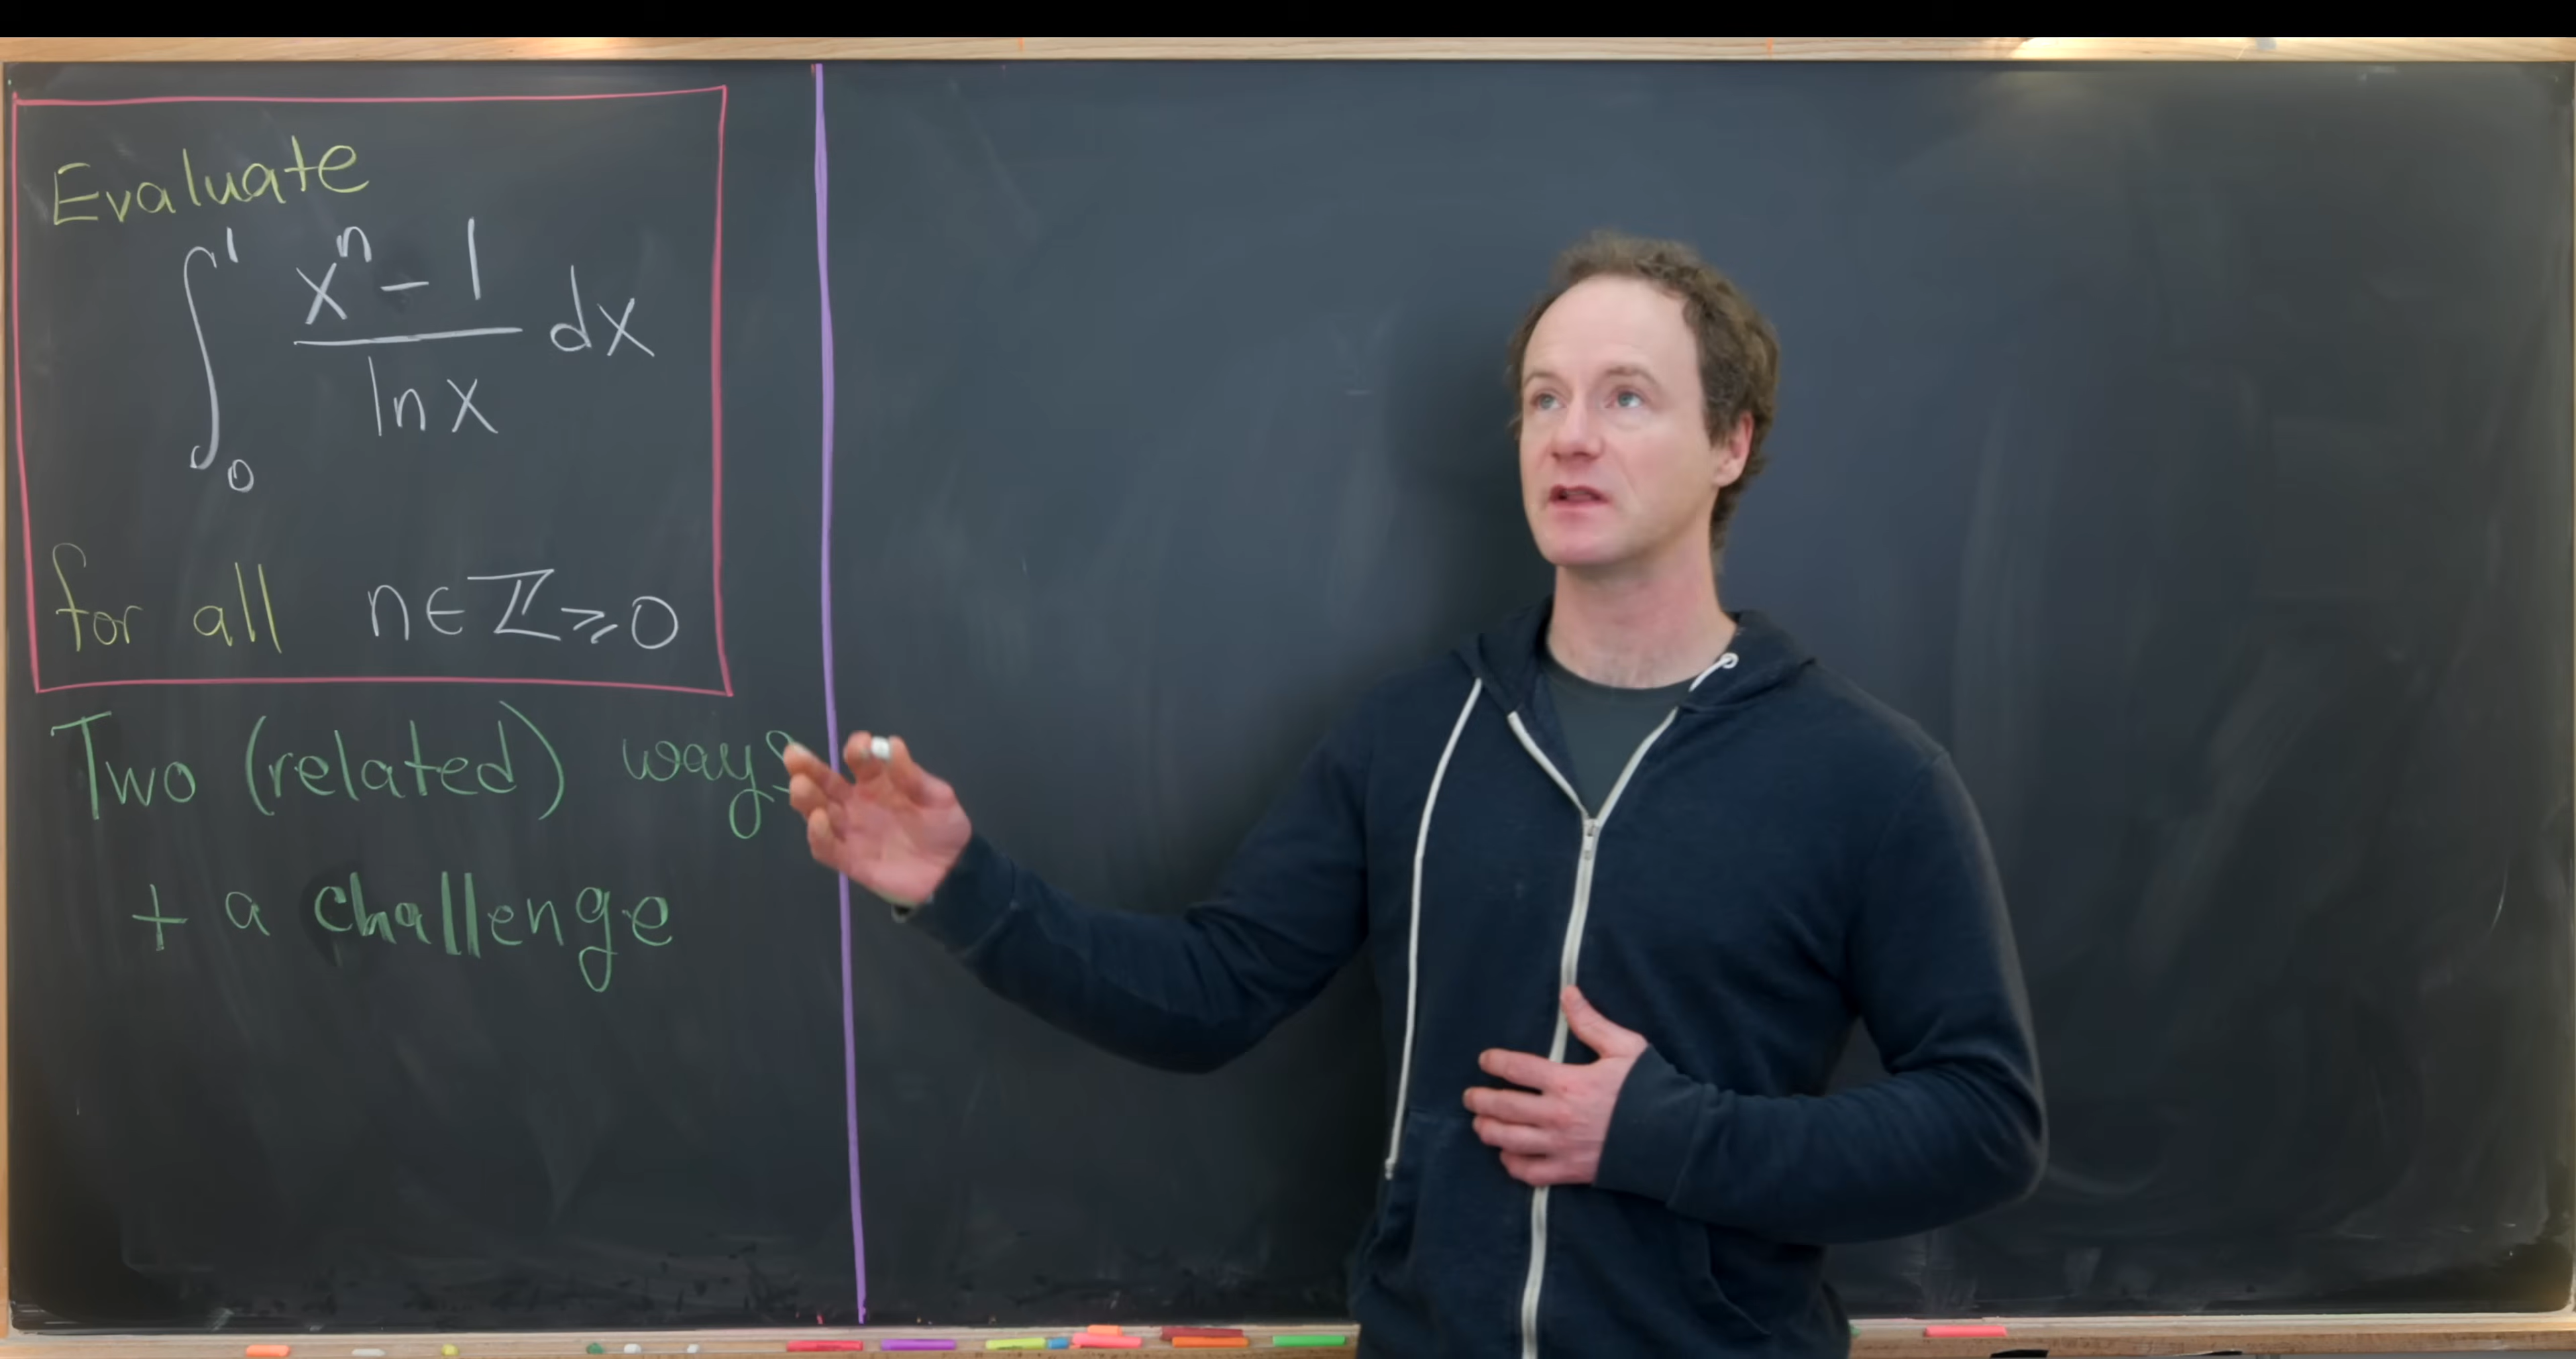 Evaluate
∫₀¹ (xⁿ - 1)/(ln x) dx
for all n ∈ ℤ≥0
Two (related) ways
+ a challenge